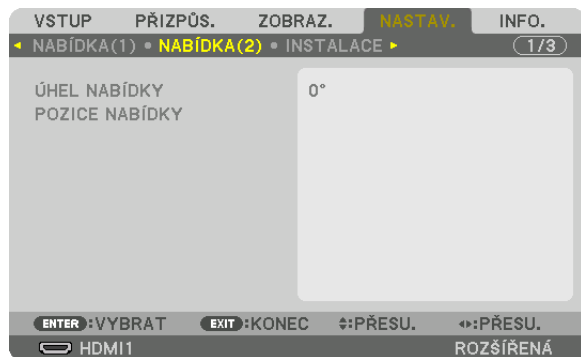 VSTUP PŘIZPŮS. ZOBRAZ. NASTAV. INFO.
NABÍDKA(1) • NABÍDKA(2) • INSTALACE 1/3
ÚHEL NABÍDKY 0°
POZICE NABÍDKY
ENTER :VYBRAT EXIT :KONEC :PŘESU. :PŘESU.
HDMI1 ROZŠÍŘENÁ